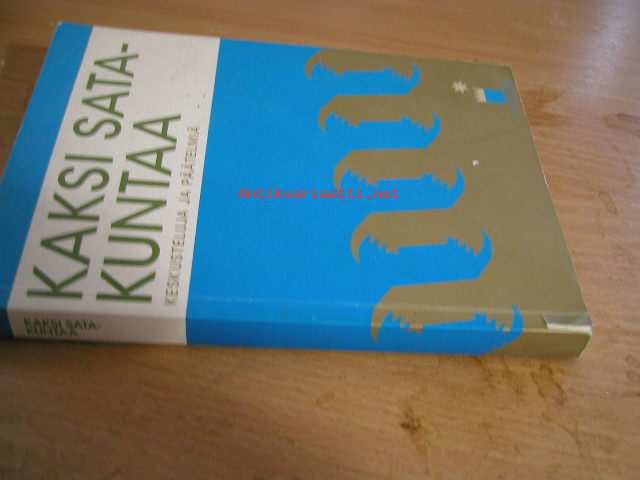 KAKSI SATA-
KUNTAA
KESKUSTELUJA JA PÄÄTELMIÄ
KAKSI SATA-
KUNTAA
Antikvariaatti.net